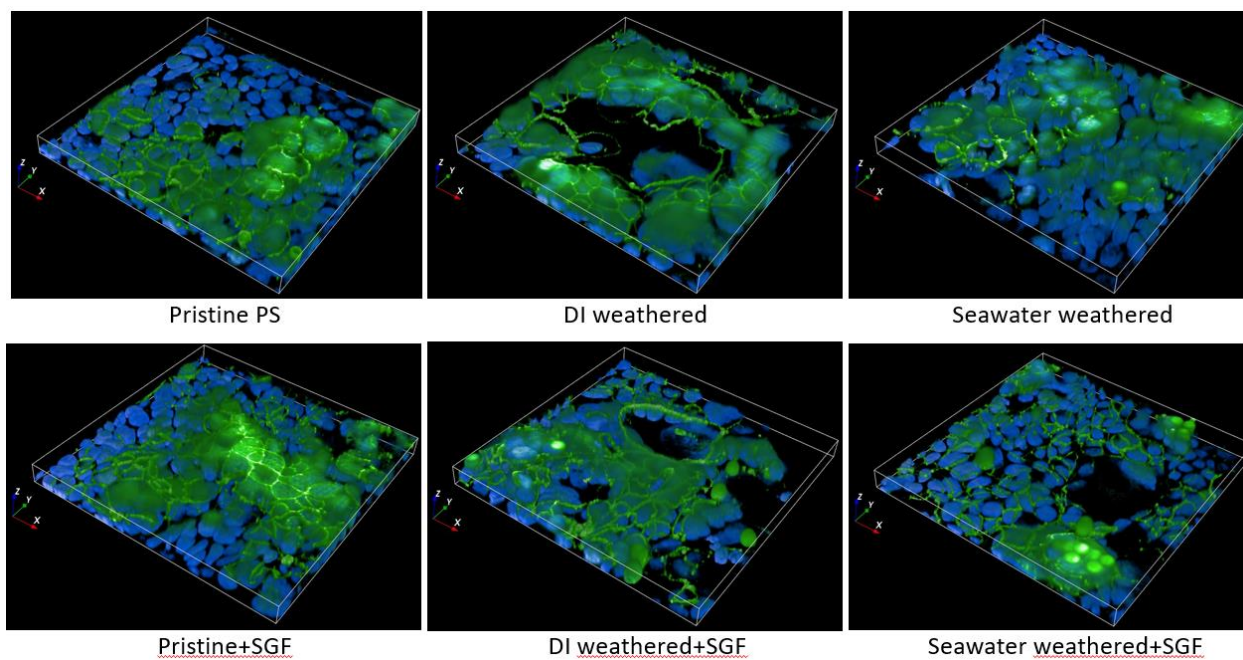 Pristine PS
DI weathered
Seawater weathered
Pristine+SGF
DI weathered+SGF
Seawater weathered+SGF
Z
Y
X
Z
Y
X
Z
Y
X
Z
Y
X
Z
Y
X
Z
Y
X